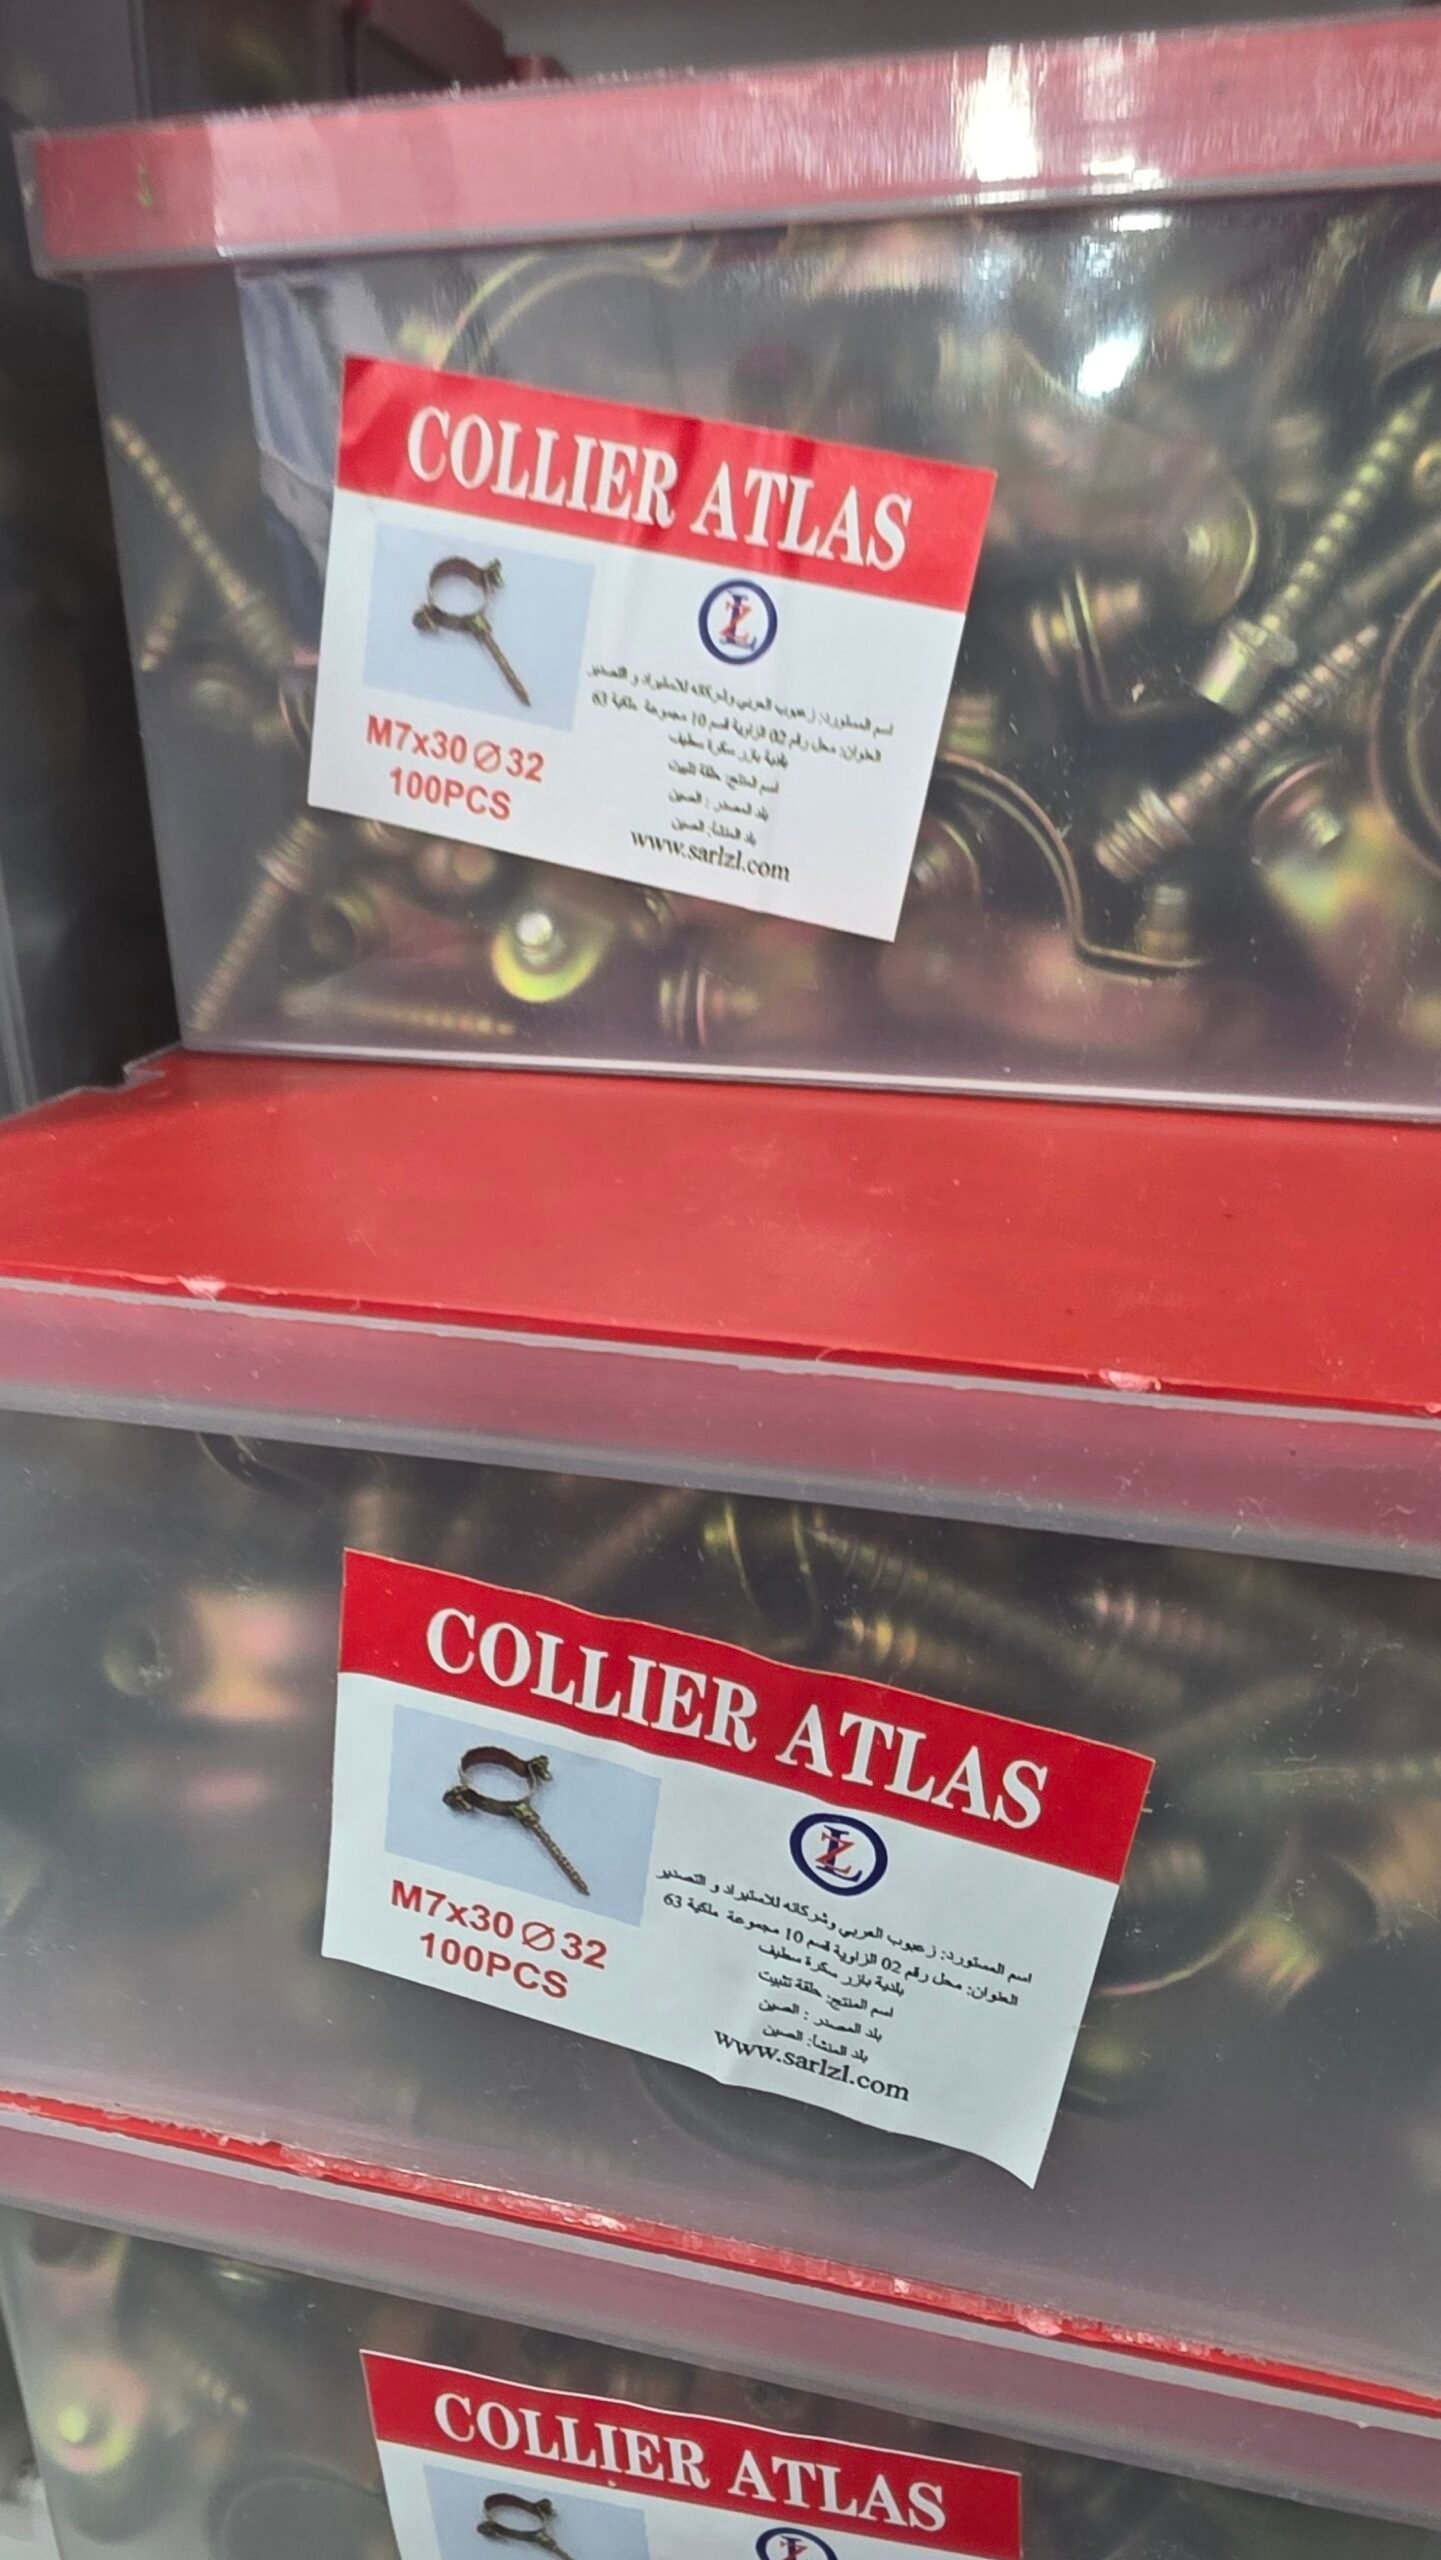 COLLIER ATLAS
M7x30 Ø 32
100PCS
اسم المستورد: زعبوب العربي وشركائه للاستيراد و التصدير
العنوان: محل رقم 02 الزاوية قسم 10 مجموعة ملكية 63
بلدية بازر سكرة سطيف
اسم المنتج: حلقة تثبيت
بلد المصدر : الصين
بلد المنشأ: الصين
www.sarlzl.com
COLLIER ATLAS
M7x30 Ø 32
100PCS
اسم المستورد: زعبوب العربي وشركائه للاستيراد و التصدير
العنوان: محل رقم 02 الزاوية قسم 10 مجموعة ملكية 63
بلدية بازر سكرة سطيف
اسم المنتج: حلقة تثبيت
بلد المصدر : الصين
بلد المنشأ: الصين
www.sarlzl.com
COLLIER ATLAS